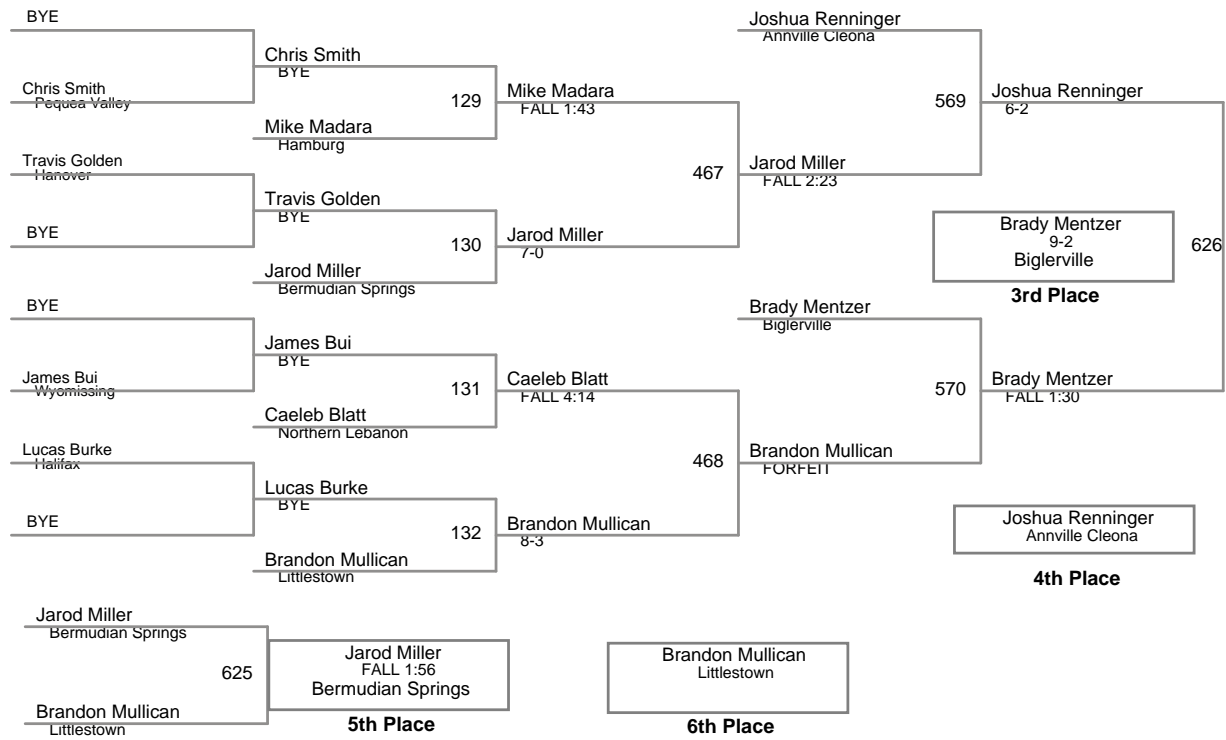 BYE
Chris Smith
Pequea Valley
Travis Golden
Hanover
BYE
BYE
James Bui
Wyomissing
Lucas Burke
Halifax
BYE
Chris Smith
BYE
129
Mike Madara
Hamburg
Travis Golden
BYE
130
Jarod Miller
Bermudian Springs
James Bui
BYE
131
Caeleb Blatt
Northern Lebanon
Lucas Burke
BYE
132
Brandon Mullican
Littlestown
Mike Madara
FALL 1:43
467
Jarod Miller
7-0
Caeleb Blatt
FALL 4:14
468
Brandon Mullican
8-3
Joshua Renninger
Annville Cleona
569
Jarod Miller
FALL 2:23
Brady Mentzer
Biglerville
570
Brandon Mullican
FORFEIT
Joshua Renninger
6-2
626
Brady Mentzer
FALL 1:30
Brady Mentzer
9-2
Biglerville
3rd Place
Joshua Renninger
Annville Cleona
4th Place
Jarod Miller
Bermudian Springs
625
Brandon Mullican
Littlestown
Jarod Miller
FALL 1:56
Bermudian Springs
5th Place
Brandon Mullican
Littlestown
6th Place